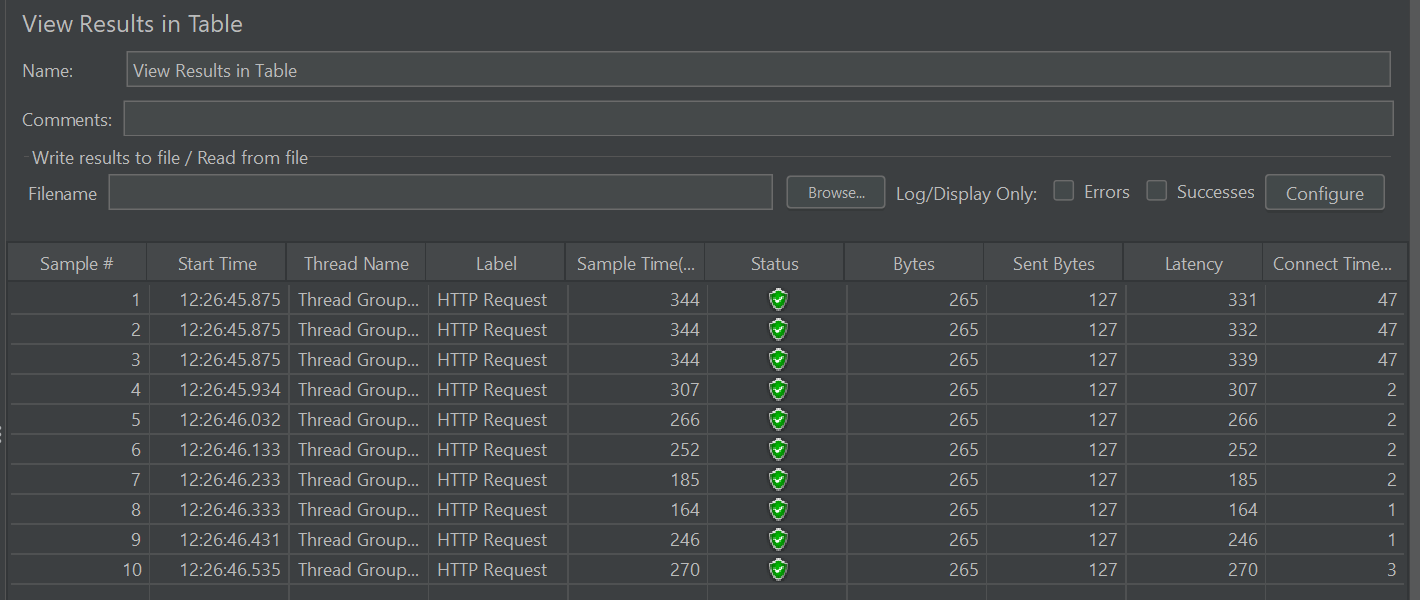 View Results in Table
Name: View Results in Table
Comments:
Write results to file / Read from file
Filename Browse... Log/Display Only: Errors Successes Configure
Sample # Start Time Thread Name Label Sample Time(... Status Bytes Sent Bytes Latency Connect Time...
1 12:26:45.875 Thread Group... HTTP Request 344 265 127 331 47
2 12:26:45.875 Thread Group... HTTP Request 344 265 127 332 47
3 12:26:45.875 Thread Group... HTTP Request 344 265 127 339 47
4 12:26:45.934 Thread Group... HTTP Request 307 265 127 307 2
5 12:26:46.032 Thread Group... HTTP Request 266 265 127 266 2
6 12:26:46.133 Thread Group... HTTP Request 252 265 127 252 2
7 12:26:46.233 Thread Group... HTTP Request 185 265 127 185 2
8 12:26:46.333 Thread Group... HTTP Request 164 265 127 164 1
9 12:26:46.431 Thread Group... HTTP Request 246 265 127 246 1
10 12:26:46.535 Thread Group... HTTP Request 270 265 127 270 3